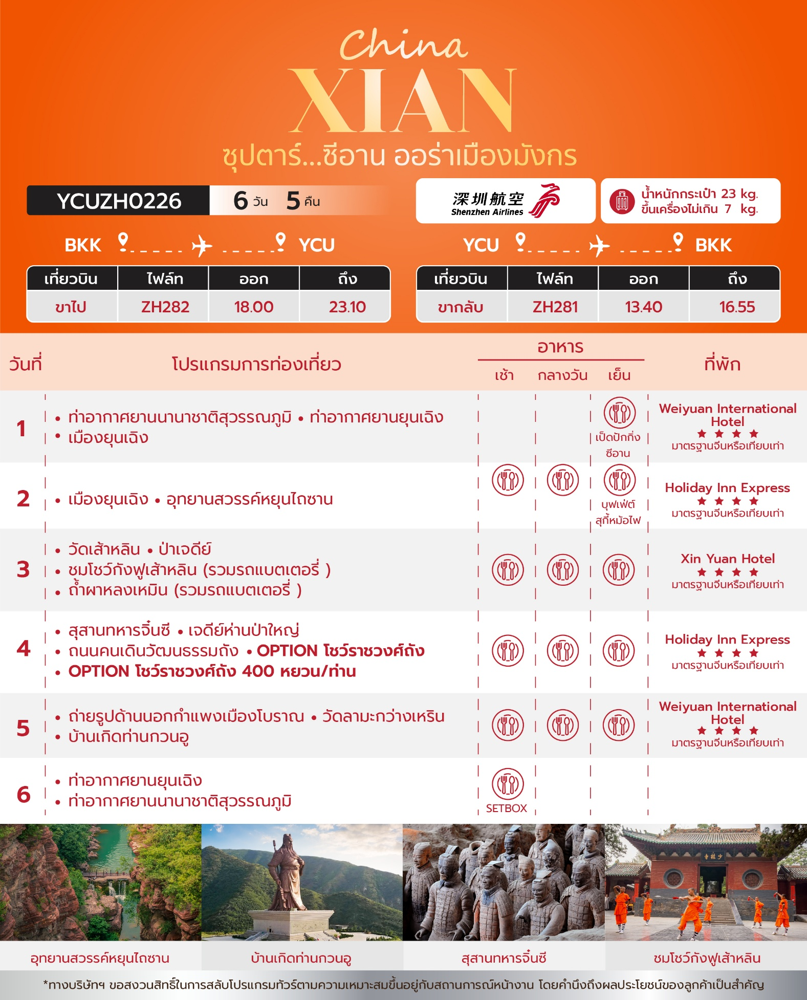 China
XIAN
ซุปตาร์...ซีอาน ออร่าเมืองมังกร
YCUZH0226 6 วัน 5 คืน
深圳航空
Shenzhen Airlines
น้ำหนักกระเป๋า 23 kg.
ขึ้นเครื่องไม่เกิน 7 kg.
BKK YCU
เที่ยวบิน ไฟล์ท ออก ถึง
ขาไป ZH282 18.00 23.10
YCU BKK
เที่ยวบิน ไฟล์ท ออก ถึง
ขากลับ ZH281 13.40 16.55
วันที่ โปรแกรมการท่องเที่ยว อาหาร ที่พัก
เช้า กลางวัน เย็น
1
• ท่าอากาศยานนานาชาติสุวรรณภูมิ • ท่าอากาศยานยุนเฉิง
• เมืองยุนเฉิง
เป็ดปักกิ่ง
ซีอาน
Weiyuan International
Hotel
★ ★ ★ ★
มาตรฐานจีนหรือเทียบเท่า
2
• เมืองยุนเฉิง • อุทยานสวรรค์หยุนไถซาน
บุฟเฟ่ต์
สุกี้หม้อไฟ
Holiday Inn Express
★ ★ ★ ★
มาตรฐานจีนหรือเทียบเท่า
3
• วัดเส้าหลิน • ป่าเจดีย์
• ชมโชว์กังฟูเส้าหลิน (รวมรถแบตเตอรี่ )
• ถ้ำผาหลงเหมิน (รวมรถแบตเตอรี่ )
Xin Yuan Hotel
★ ★ ★ ★
มาตรฐานจีนหรือเทียบเท่า
4
• สุสานทหารจิ๋นซี • เจดีย์ห่านป่าใหญ่
• ถนนคนเดินวัฒนธรรมถัง • OPTION โชว์ราชวงศ์ถัง
• OPTION โชว์ราชวงศ์ถัง 400 หยวน/ท่าน
Holiday Inn Express
★ ★ ★ ★
มาตรฐานจีนหรือเทียบเท่า
5
• ถ่ายรูปด้านนอกกำแพงเมืองโบราณ • วัดลามะกว่างเหริน
• บ้านเกิดท่านกวนอู
Weiyuan International
Hotel
★ ★ ★ ★
มาตรฐานจีนหรือเทียบเท่า
6
• ท่าอากาศยานยุนเฉิง
• ท่าอากาศยานนานาชาติสุวรรณภูมิ
SETBOX
寺林少
อุทยานสวรรค์หยุนไถซาน
บ้านเกิดท่านกวนอู
สุสานทหารจิ๋นซี
ชมโชว์กังฟูเส้าหลิน
*ทางบริษัทฯ ขอสงวนสิทธิ์ในการสลับโปรแกรมทัวร์ตามความเหมาะสมขึ้นอยู่กับสถานการณ์หน้างาน โดยคำนึงถึงผลประโยชน์ของลูกค้าเป็นสำคัญ